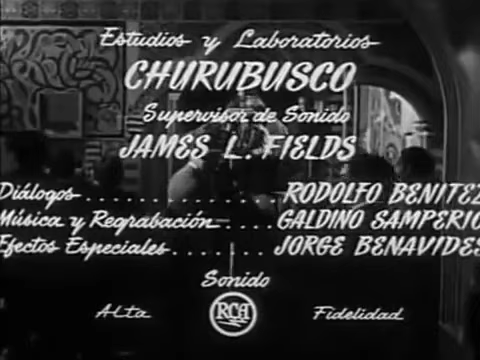 Estudios y Laboratorios
CHURUBUSCO
Supervisor de Sonido
JAMES L. FIELDS
Diálogos . . . . . . . . . . . . . . RODOLFO BENITEZ
Música y Regrabación . . . . GALDINO SAMPERIO
Efectos Especiales . . . . . . . JORGE BENAVIDES
Sonido
Alta RCA Fidelidad